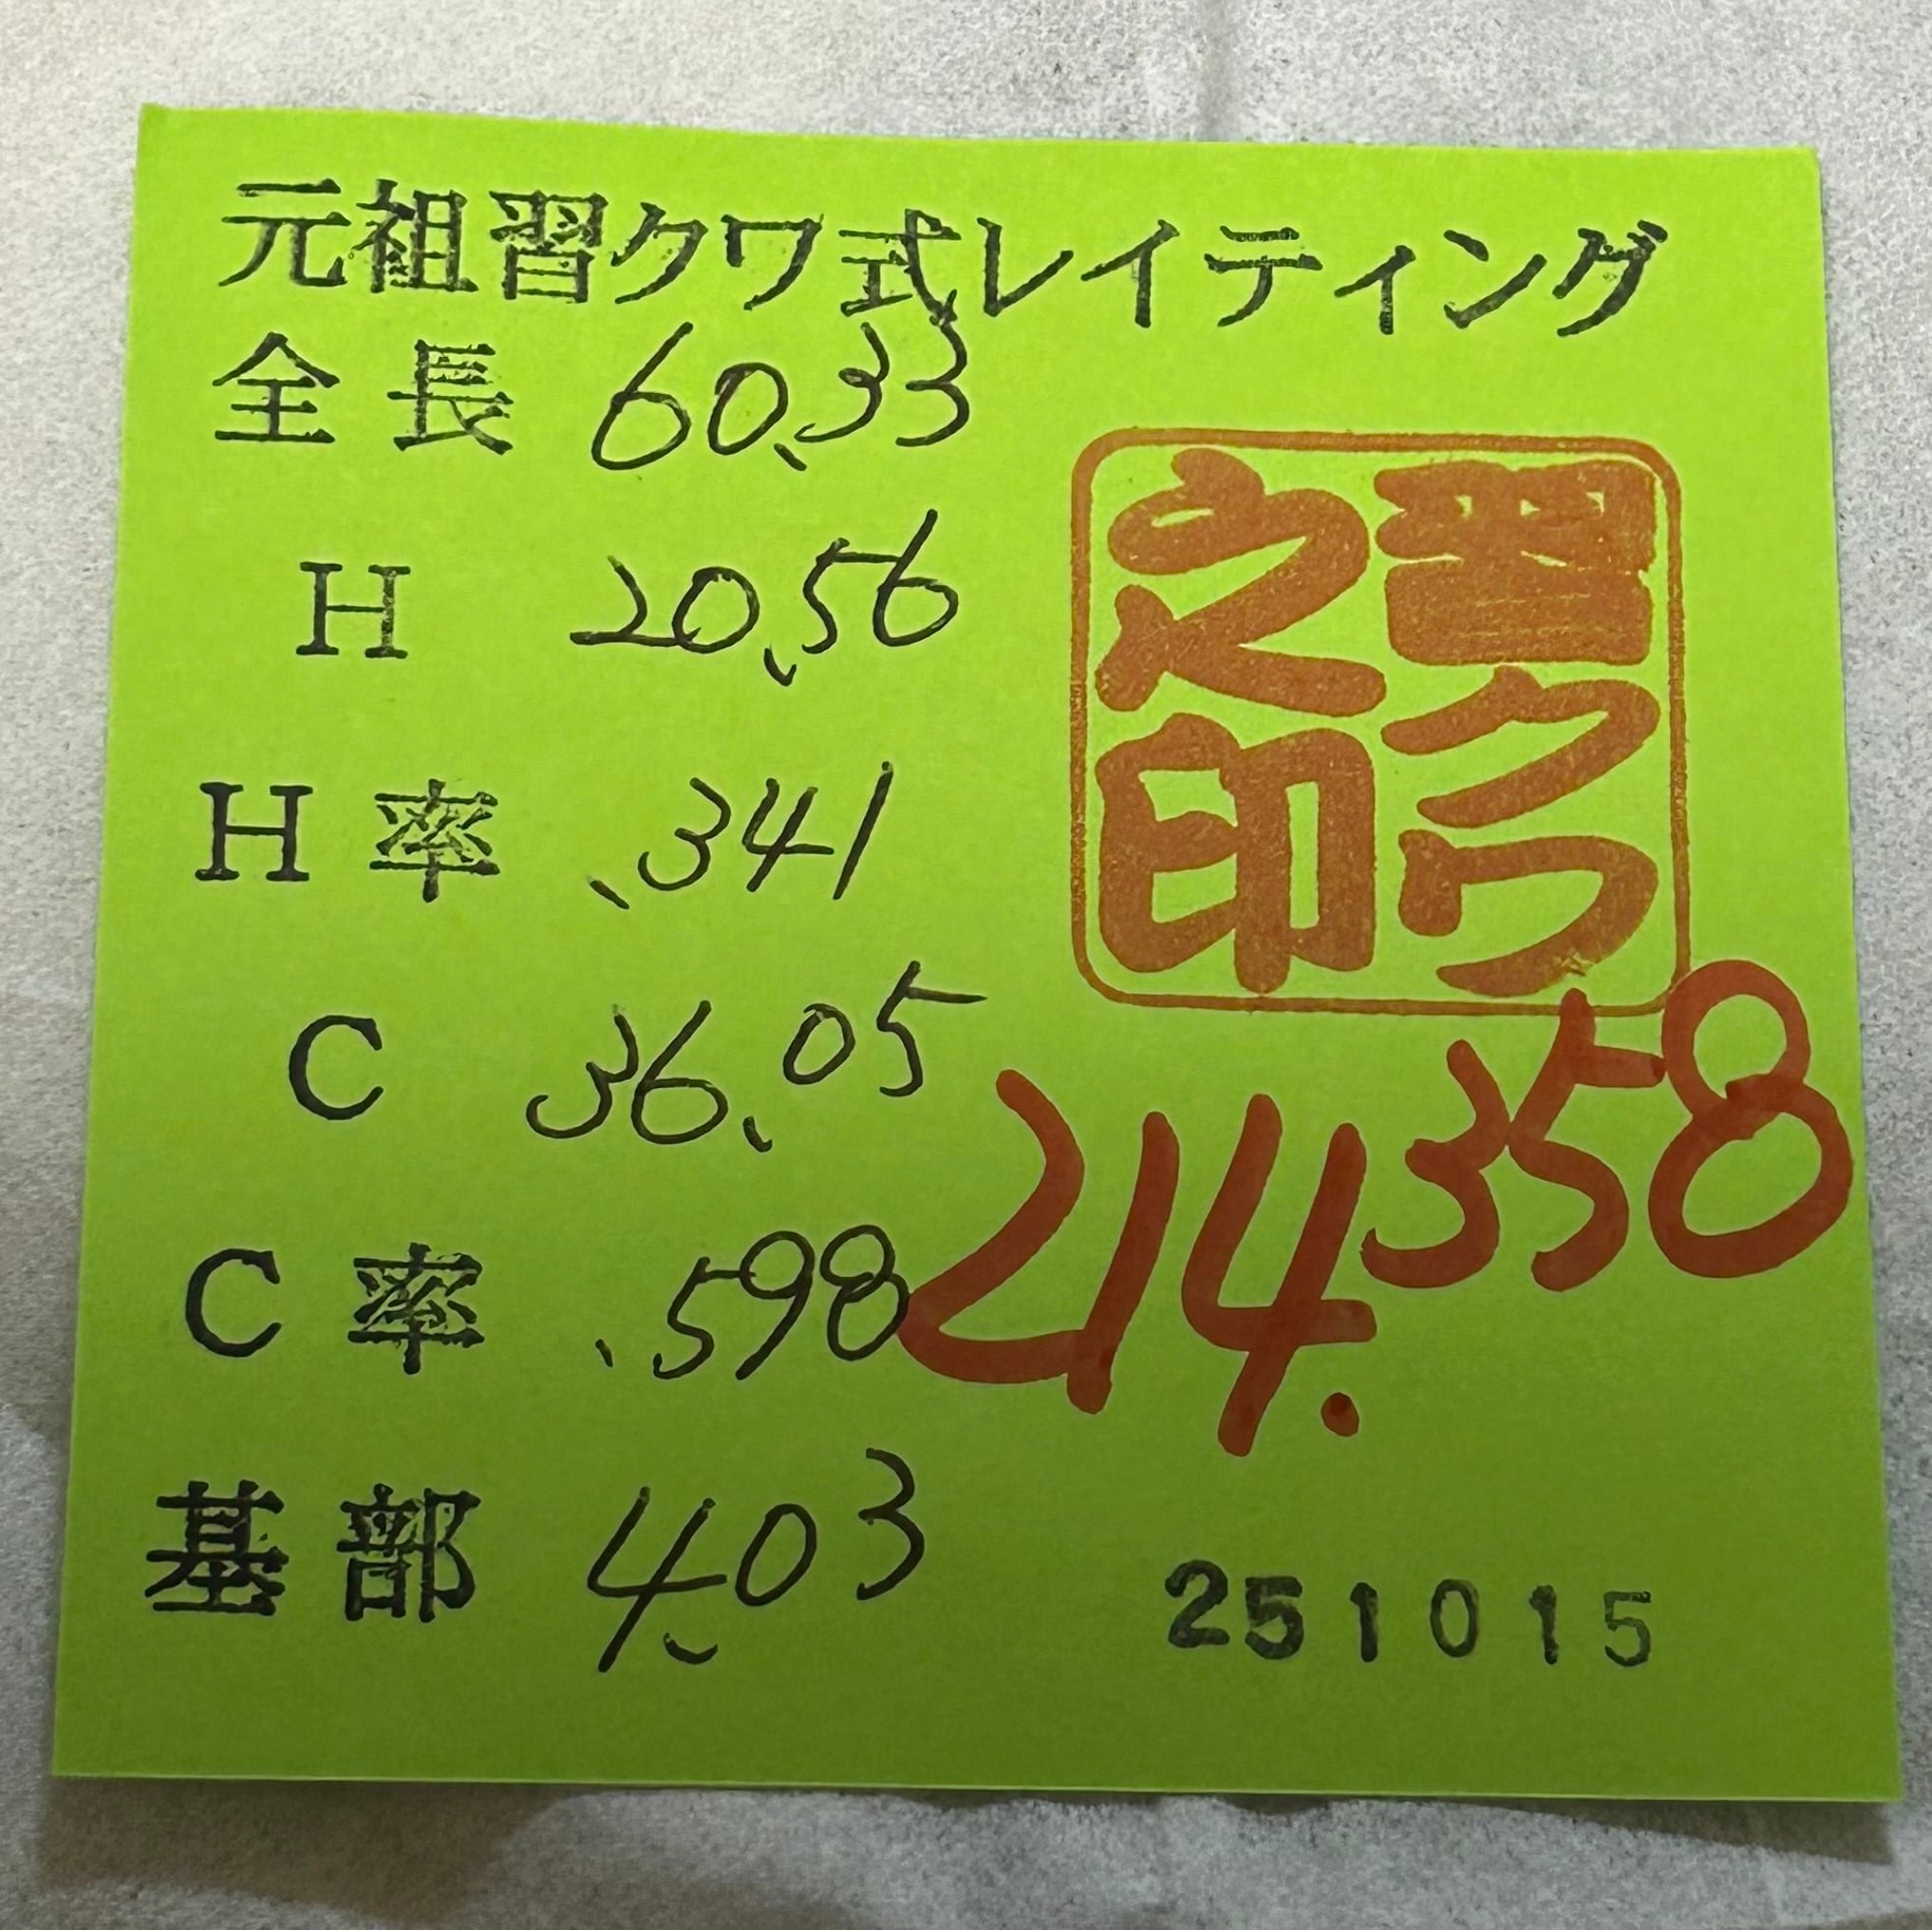 元祖習クワ式レイティング
全長 60.33
H 20.56
H率 .341
C 36.05
C率 .598
基部 4.03
習クワ
之印
214.358
251015